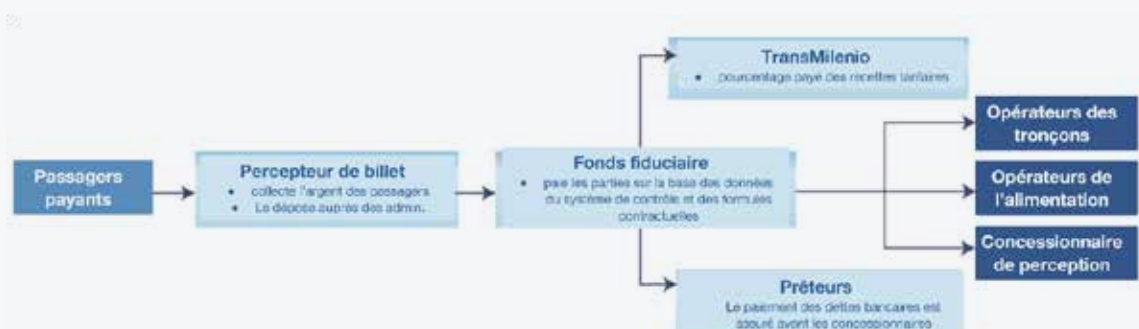 Passagers
payants
Percepteur de billet
• collecte l'argent des passagers
• Le dépose auprès des admin.
Fonds fiduciaire
• paie les parties sur la base des données
du système de contrôle et des formules
contractuelles
TransMilenio
• pourcentage payé des recettes tarifaires
Prêteurs
Le paiement des dettes bancaires est
assuré avant les concessionnaires
Opérateurs des
tronçons
Opérateurs de
l'alimentation
Concessionnaire
de perception